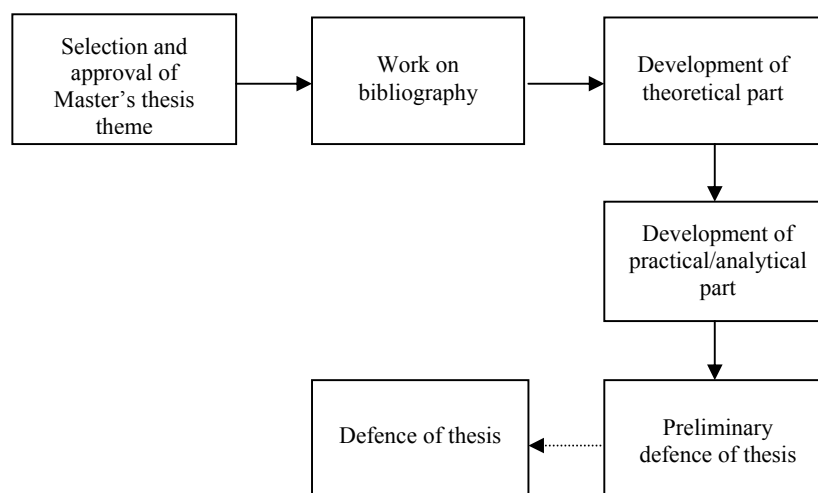 Selection and
approval of
Master's thesis
theme
Work on
bibliography
Development of
theoretical part
Development of
practical/analytical
part
Preliminary
defence of thesis
Defence of thesis